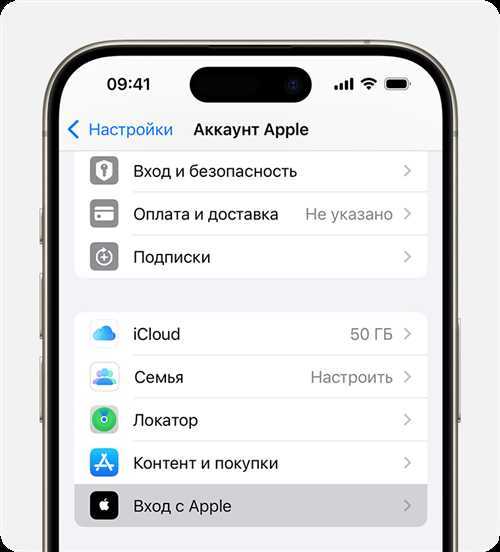 09:41
Настройки Аккаунт Apple
Вход и безопасность
Оплата и доставка Не указано
Подписки
iCloud 50 ГБ
Семья Настроить
Локатор
Контент и покупки
Вход с Apple